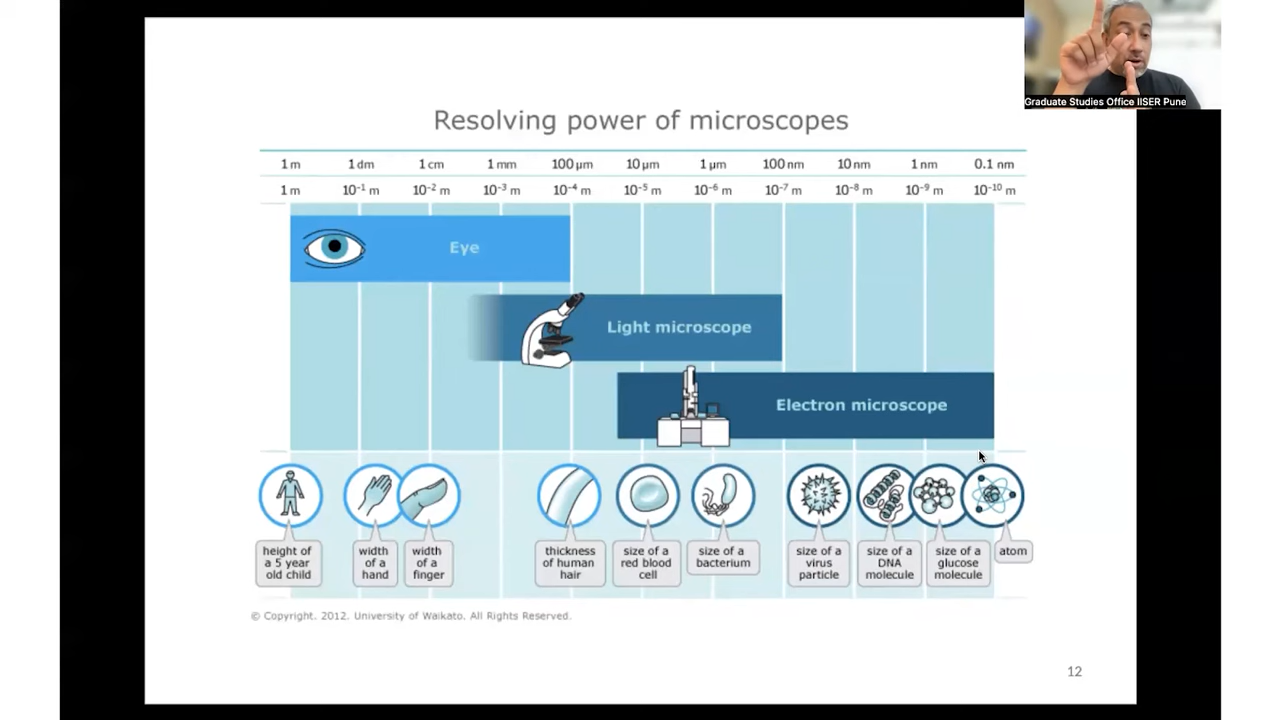 Graduate Studies Office IISER Pune
Resolving power of microscopes
1 m 1 dm 1 cm 1 mm 100 µm 10 µm 1 µm 100 nm 10 nm 1 nm 0.1 nm
1 m 10⁻¹ m 10⁻² m 10⁻³ m 10⁻⁴ m 10⁻⁵ m 10⁻⁶ m 10⁻⁷ m 10⁻⁸ m 10⁻⁹ m 10⁻¹⁰ m
Eye
Light microscope
Electron microscope
height of
a 5 year
old child
width
of a
hand
width
of a
finger
thickness
of human
hair
size of a
red blood
cell
size of a
bacterium
size of a
virus
particle
size of a
DNA
molecule
size of a
glucose
molecule
atom
© Copyright. 2012. University of Waikato. All Rights Reserved.
12